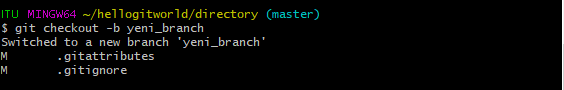 ITU MINGW64 ~/hellogitworld/directory (master)
$ git checkout -b yeni_branch
Switched to a new branch 'yeni_branch'
M       .gitattributes
M       .gitignore